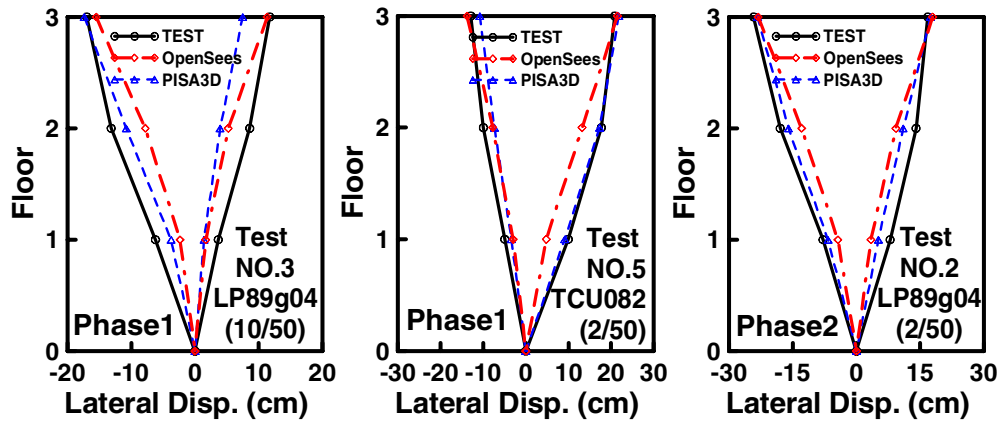 3
2
1
0
Floor
TEST
OpenSees
PISA3D
Test
NO.3
LP89g04
(10/50)
Phase1
-20 -10 0 10 20
Lateral Disp. (cm)
3
2
1
0
Floor
TEST
OpenSees
PISA3D
Test
NO.5
TCU082
(2/50)
Phase1
-30 -20 -10 0 10 20 30
Lateral Disp. (cm)
3
2
1
0
Floor
TEST
OpenSees
PISA3D
Test
NO.2
LP89g04
(2/50)
Phase2
-30 -15 0 15 30
Lateral Disp. (cm)